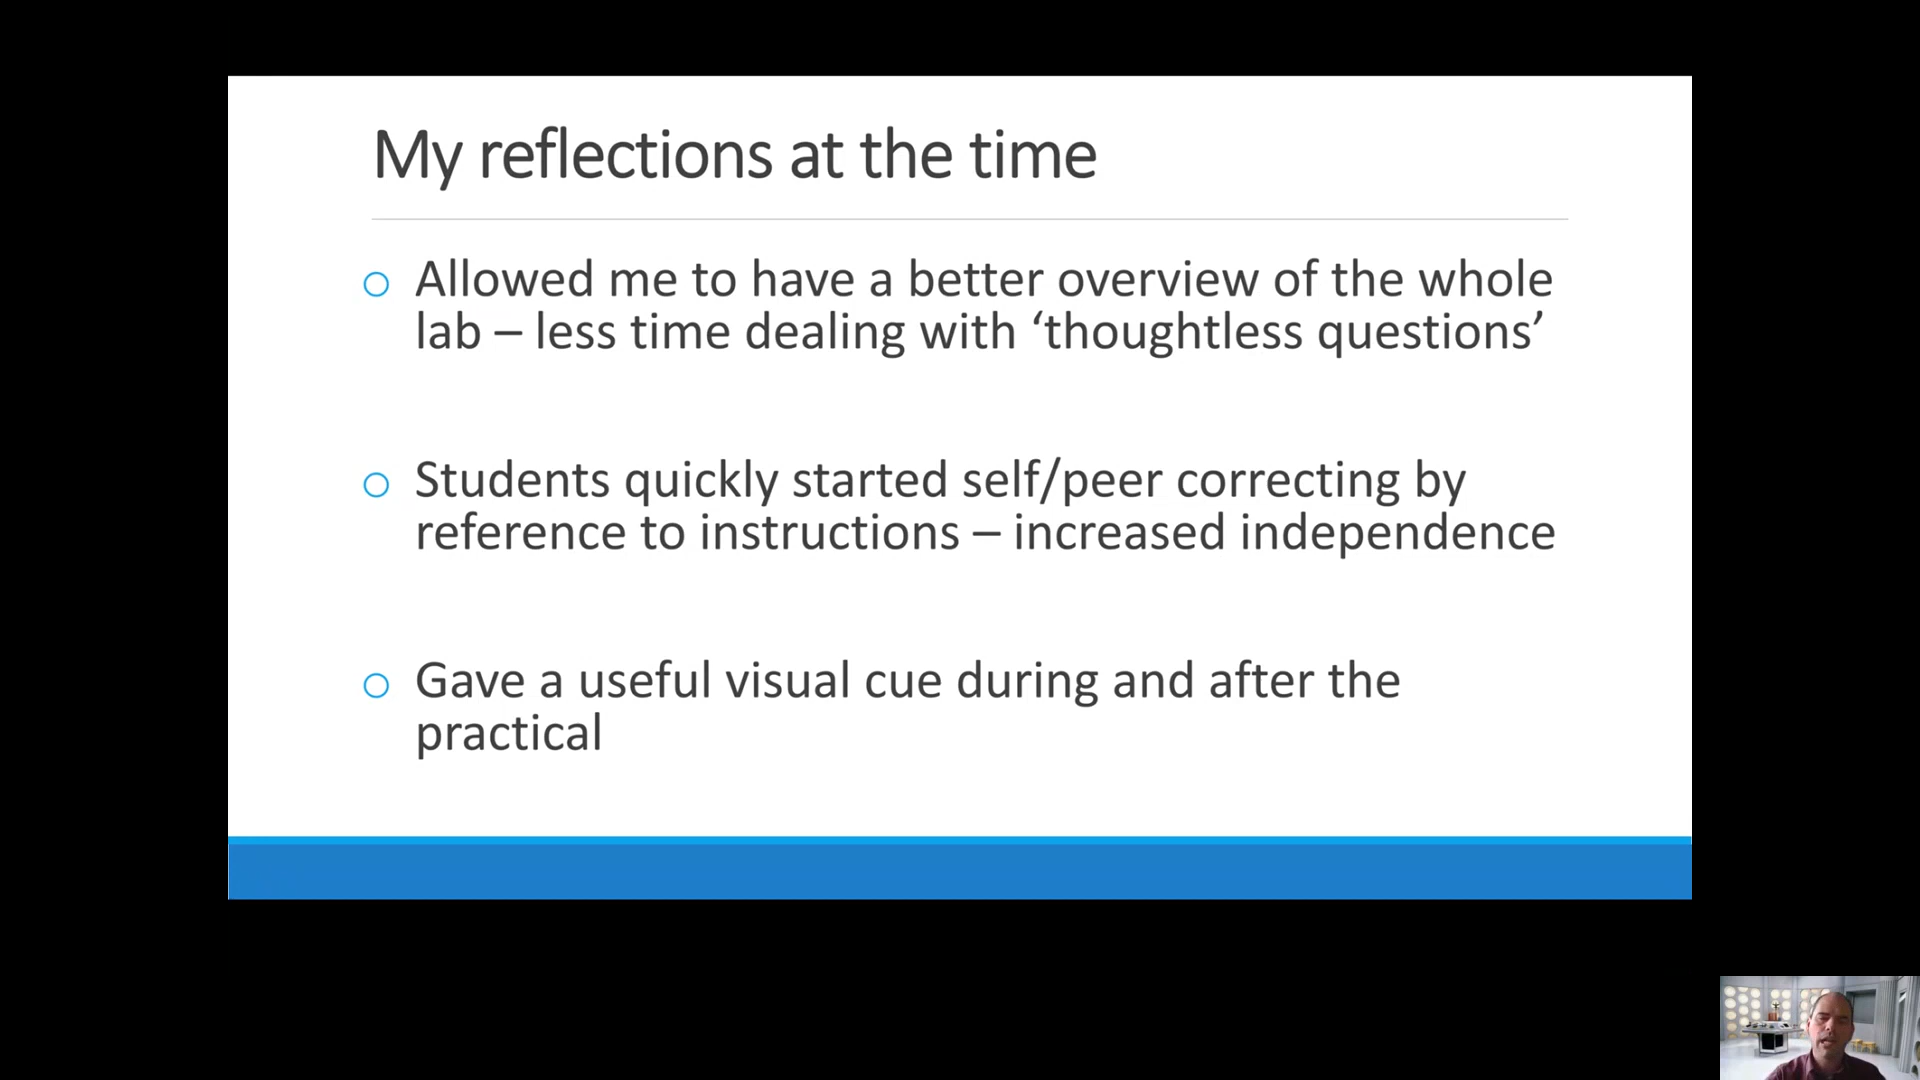 My reflections at the time
Allowed me to have a better overview of the whole
lab – less time dealing with ‘thoughtless questions’
Students quickly started self/peer correcting by
reference to instructions – increased independence
Gave a useful visual cue during and after the
practical